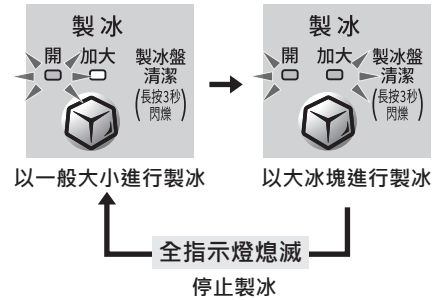 製冰
開 加大 製冰盤
清潔
(長按3秒
閃爍)
以一般大小進行製冰
製冰
開 加大 製冰盤
清潔
(長按3秒
閃爍)
以大冰塊進行製冰
全指示燈熄滅
停止製冰